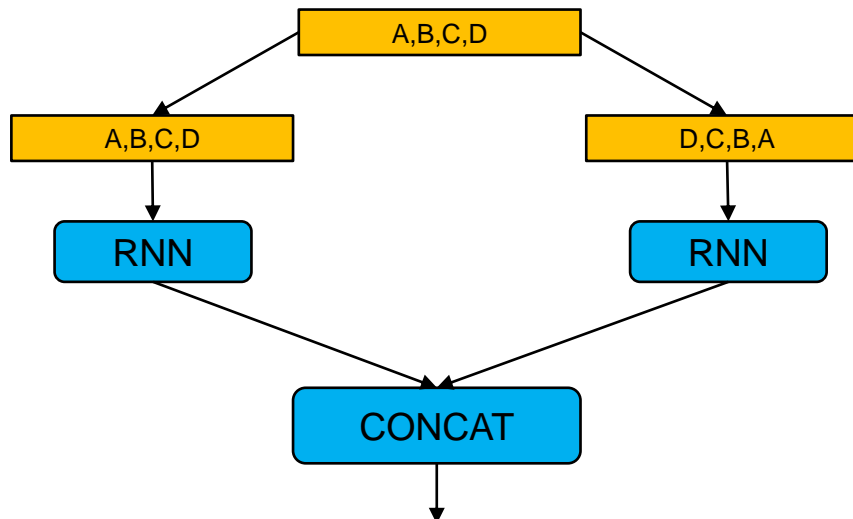 A,B,C,D
A,B,C,D
D,C,B,A
RNN
RNN
CONCAT